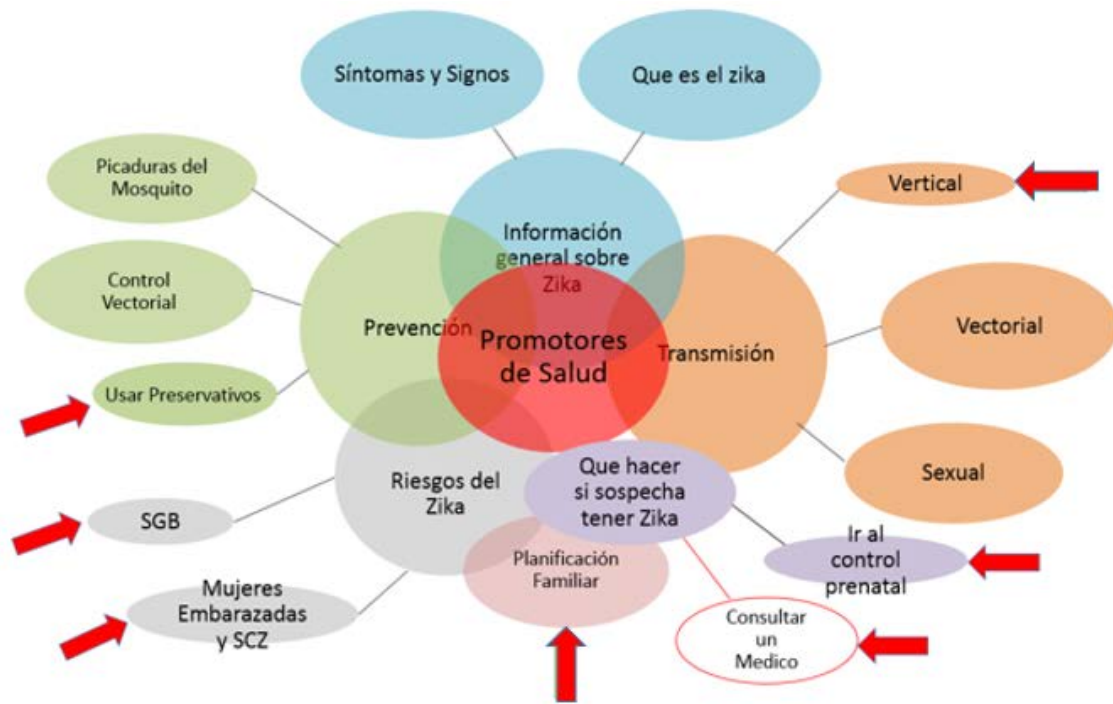 Síntomas y Signos
Que es el zika
Picaduras del
Mosquito
Control
Vectorial
Usar Preservativos
Prevención
Información
general sobre
Zika
Promotores
de Salud
Transmisión
Vertical
Vectorial
Sexual
Riesgos del
Zika
SGB
Mujeres
Embarazadas
y SCZ
Que hacer
si sospecha
tener Zika
Planificación
Familiar
Ir al
control
prenatal
Consultar
un
Medico